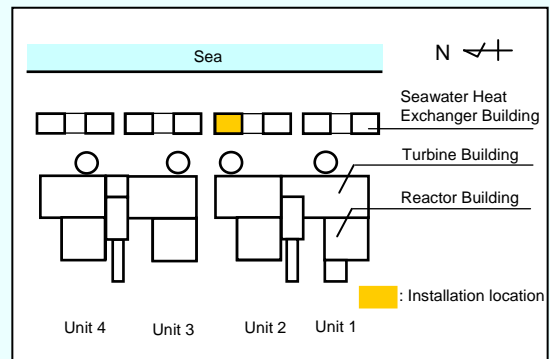 Sea
N
Seawater Heat
Exchanger Building
Turbine Building
Reactor Building
: Installation location
Unit 4
Unit 3
Unit 2
Unit 1